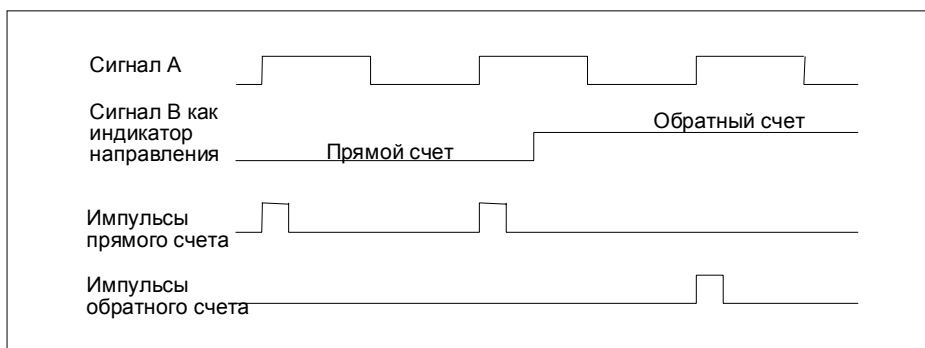 Сигнал А
Сигнал В как
индикатор
направления
Обратный счет
Прямой счет
Импульсы
прямого счета
Импульсы
обратного счета